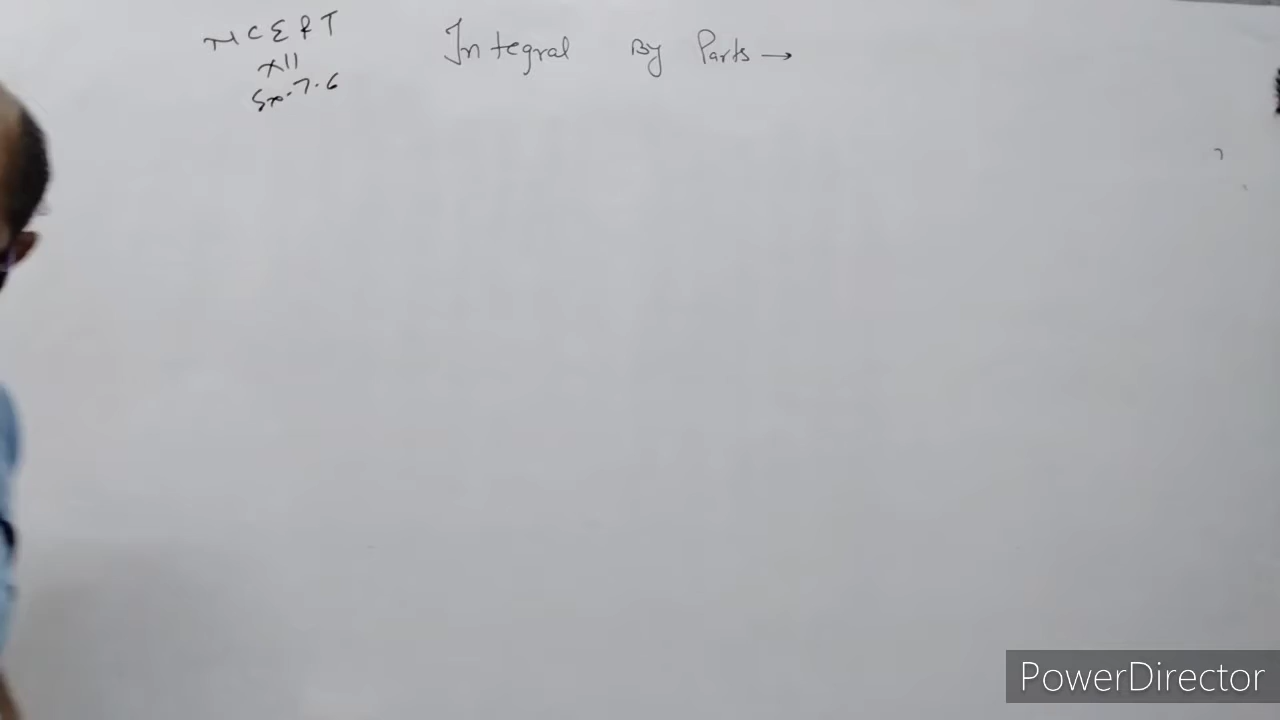 NCERT
XII
Ex. 7.6
Integral By Parts →
PowerDirector